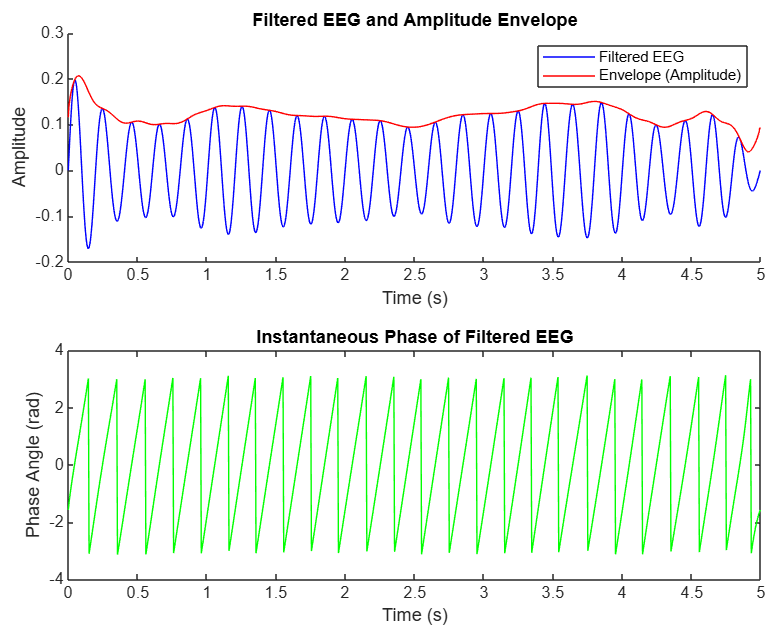 Filtered EEG and Amplitude Envelope
0.3
0.2
0.1
0
-0.1
-0.2
Amplitude
Filtered EEG
Envelope (Amplitude)
0 0.5 1 1.5 2 2.5 3 3.5 4 4.5 5
Time (s)
Instantaneous Phase of Filtered EEG
4
2
0
-2
-4
Phase Angle (rad)
0 0.5 1 1.5 2 2.5 3 3.5 4 4.5 5
Time (s)